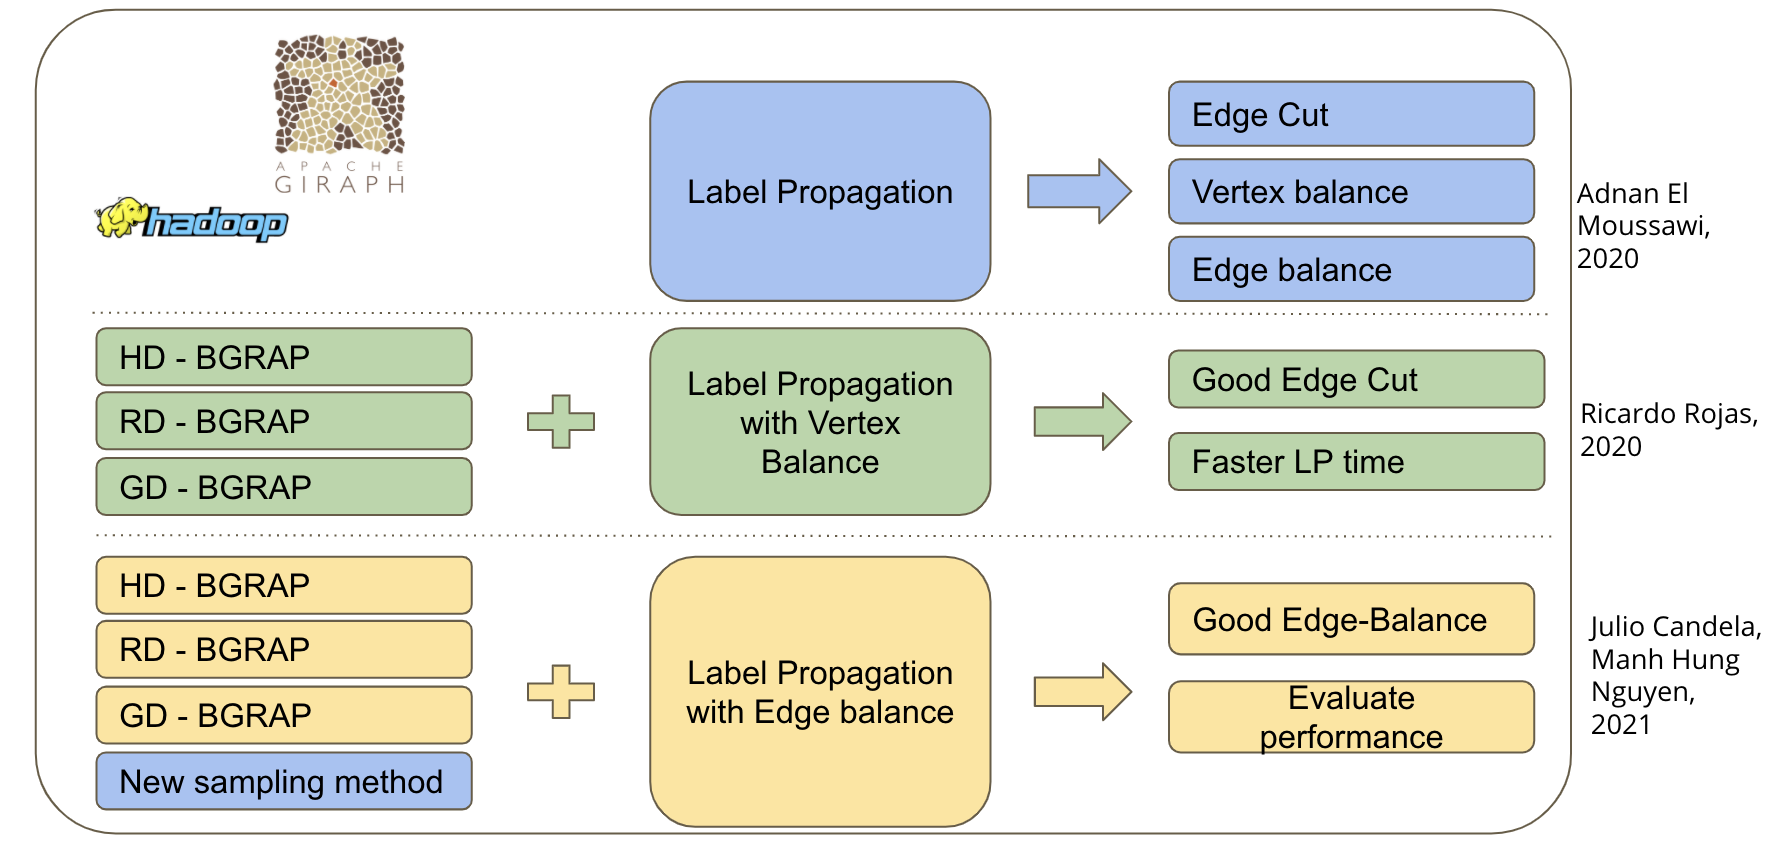 APACHE
GIRAPH
hadoop
Label Propagation
Edge Cut
Vertex balance
Edge balance
Adnan El
Moussawi,
2020
HD - BGRAP
RD - BGRAP
GD - BGRAP
Label Propagation
with Vertex
Balance
Good Edge Cut
Faster LP time
Ricardo Rojas,
2020
HD - BGRAP
RD - BGRAP
GD - BGRAP
New sampling method
Label Propagation
with Edge balance
Good Edge-Balance
Evaluate
performance
Julio Candela,
Manh Hung
Nguyen,
2021